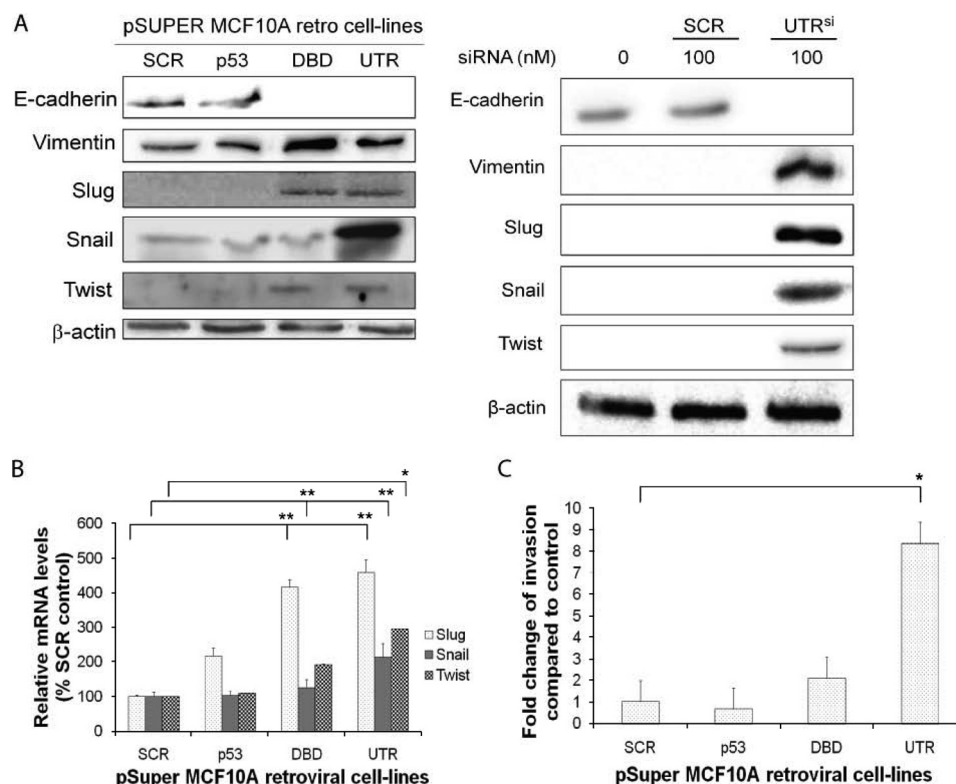 A
pSUPER MCF10A retro cell-lines
SCR p53 DBD UTR
E-cadherin
Vimentin
Slug
Snail
Twist
β-actin
SCR UTRsi
siRNA (nM) 0 100 100
E-cadherin
Vimentin
Slug
Snail
Twist
β-actin
B
*
** **
** **
Relative mRNA levels
(% SCR control)
600
500
400
300
200
100
0
Slug
Snail
Twist
SCR p53 DBD UTR
pSuper MCF10A retroviral cell-lines
C
*
Fold change of invasion
compared to control
10
9
8
7
6
5
4
3
2
1
0
SCR p53 DBD UTR
pSuper MCF10A retroviral cell-lines